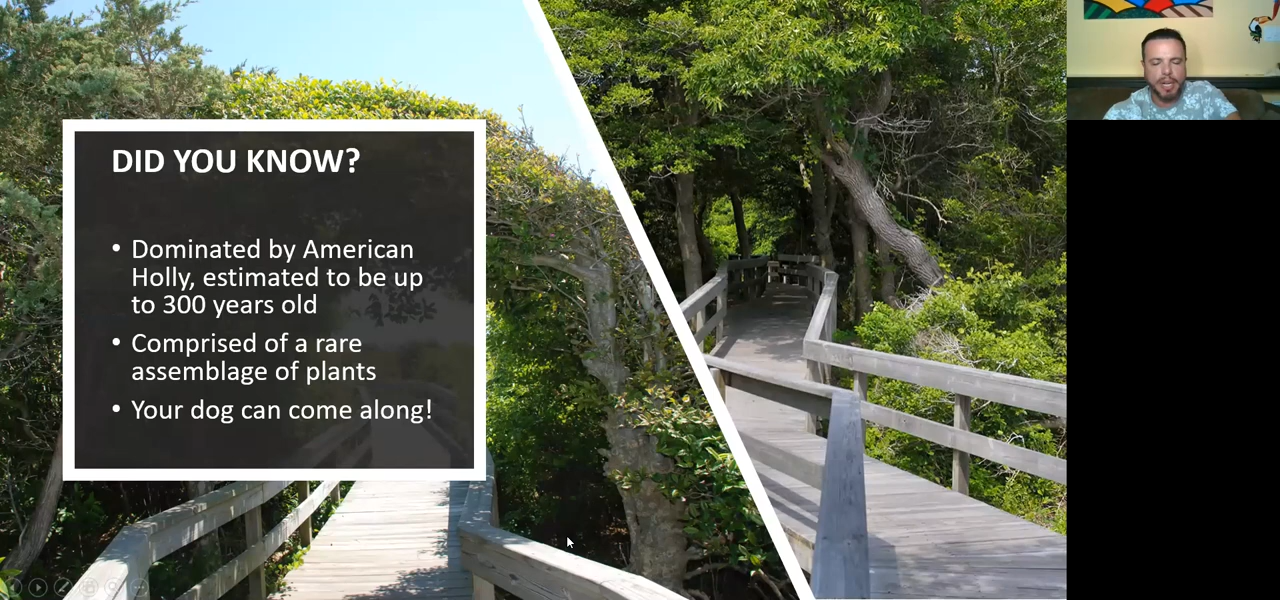 DID YOU KNOW?
• Dominated by American
Holly, estimated to be up
to 300 years old
• Comprised of a rare
assemblage of plants
• Your dog can come along!